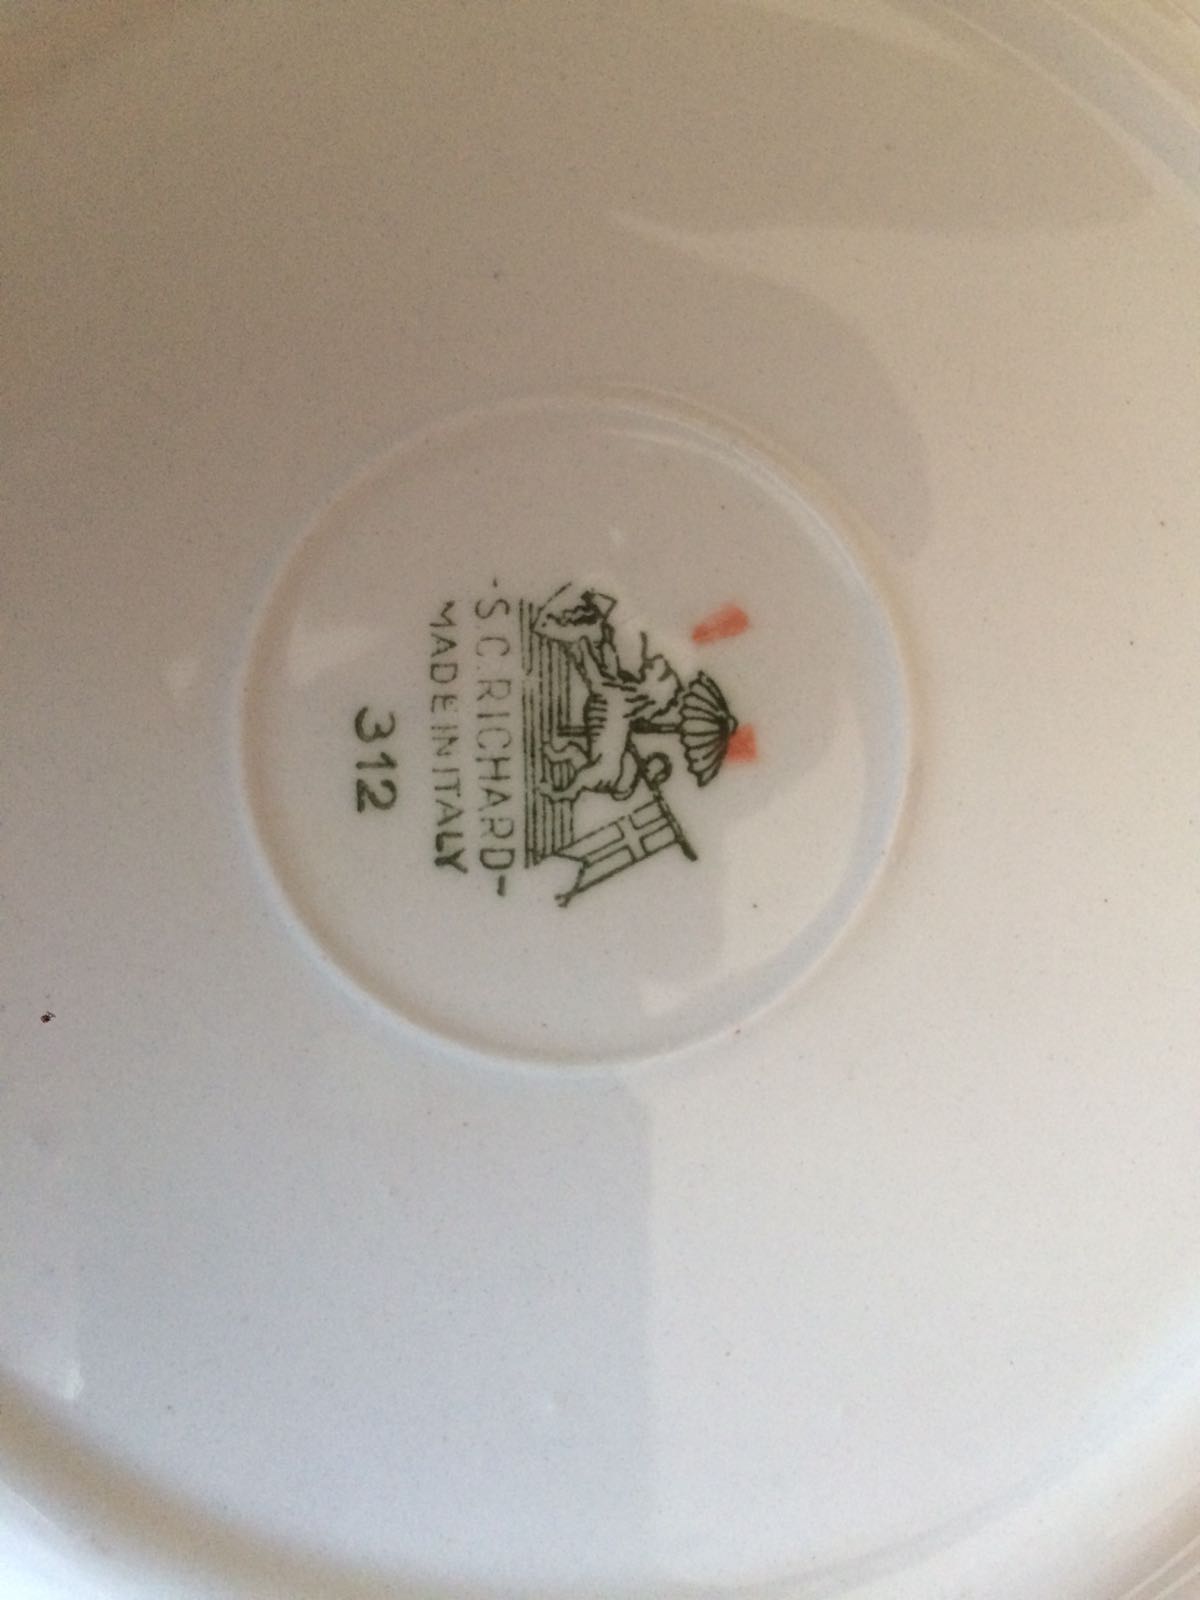 -S.C.RICHARD-
MADE IN ITALY
312